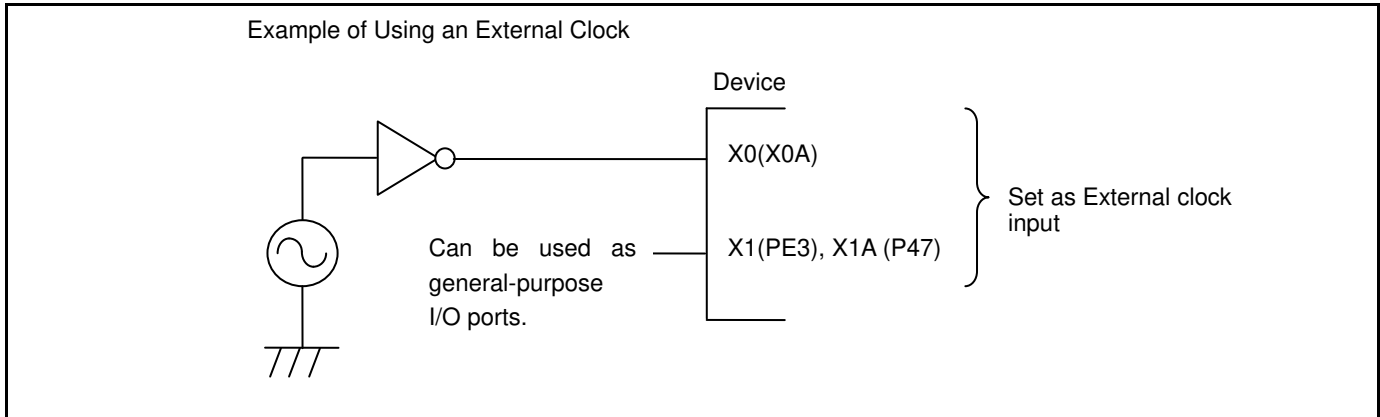 Example of Using an External Clock
Device
X0(X0A)
Can be used as
general-purpose
I/O ports.
X1(PE3), X1A (P47)
Set as External clock
input